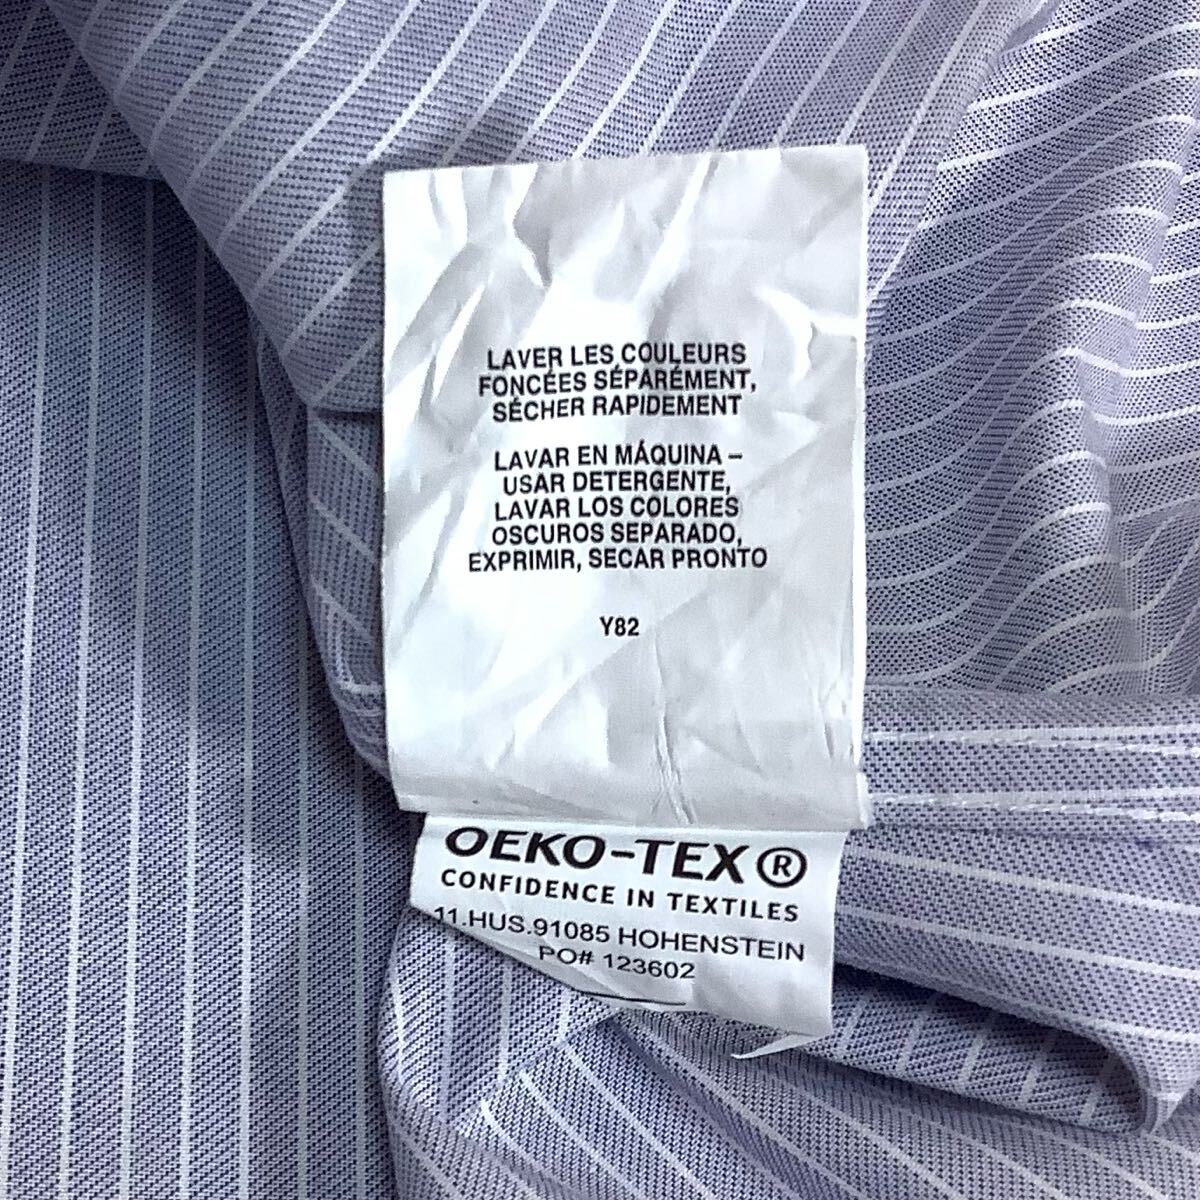 LAVER LES COULEURS
FONCÉES SÉPARÉMENT,
SÉCHER RAPIDEMENT
LAVAR EN MÁQUINA –
USAR DETERGENTE,
LAVAR LOS COLORES
OSCUROS SEPARADO,
EXPRIMIR, SECAR PRONTO
Y82
OEKO-TEX®
CONFIDENCE IN TEXTILES
11.HUS.91085 HOHENSTEIN
PO# 123602